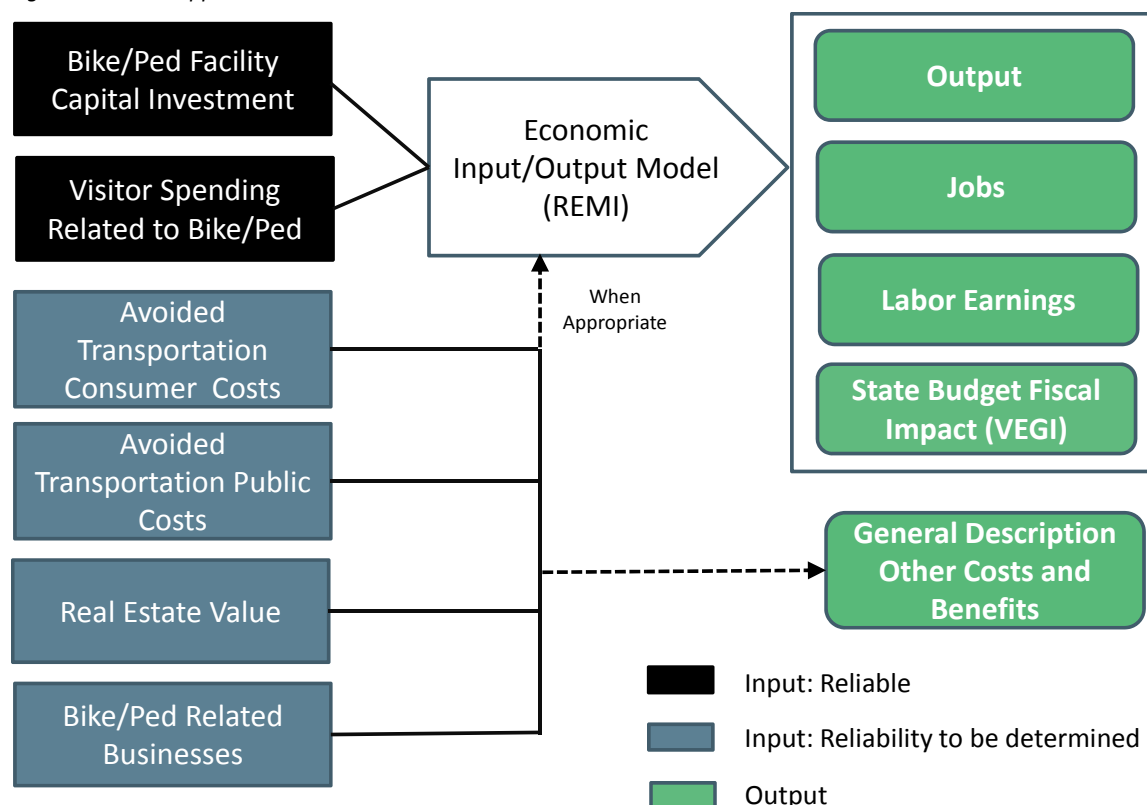 Bike/Ped Facility
Capital Investment
Visitor Spending
Related to Bike/Ped
Avoided
Transportation
Consumer Costs
Avoided
Transportation Public
Costs
Real Estate Value
Bike/Ped Related
Businesses
Economic
Input/Output Model
(REMI)
When
Appropriate
Output
Jobs
Labor Earnings
State Budget Fiscal
Impact (VEGI)
General Description
Other Costs and
Benefits
Input: Reliable
Input: Reliability to be determined
Output